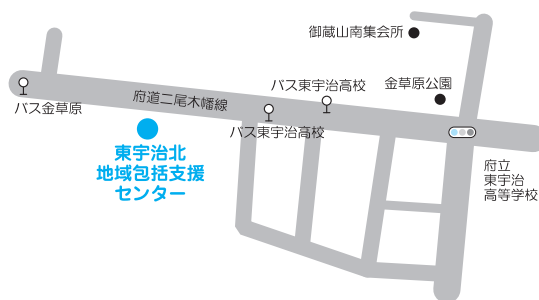 御蔵山南集会所
バス東宇治高校
金草原公園
バス金草原
府道二尾木幡線
バス東宇治高校
東宇治北
地域包括支援
センター
府立
東宇治
高等学校